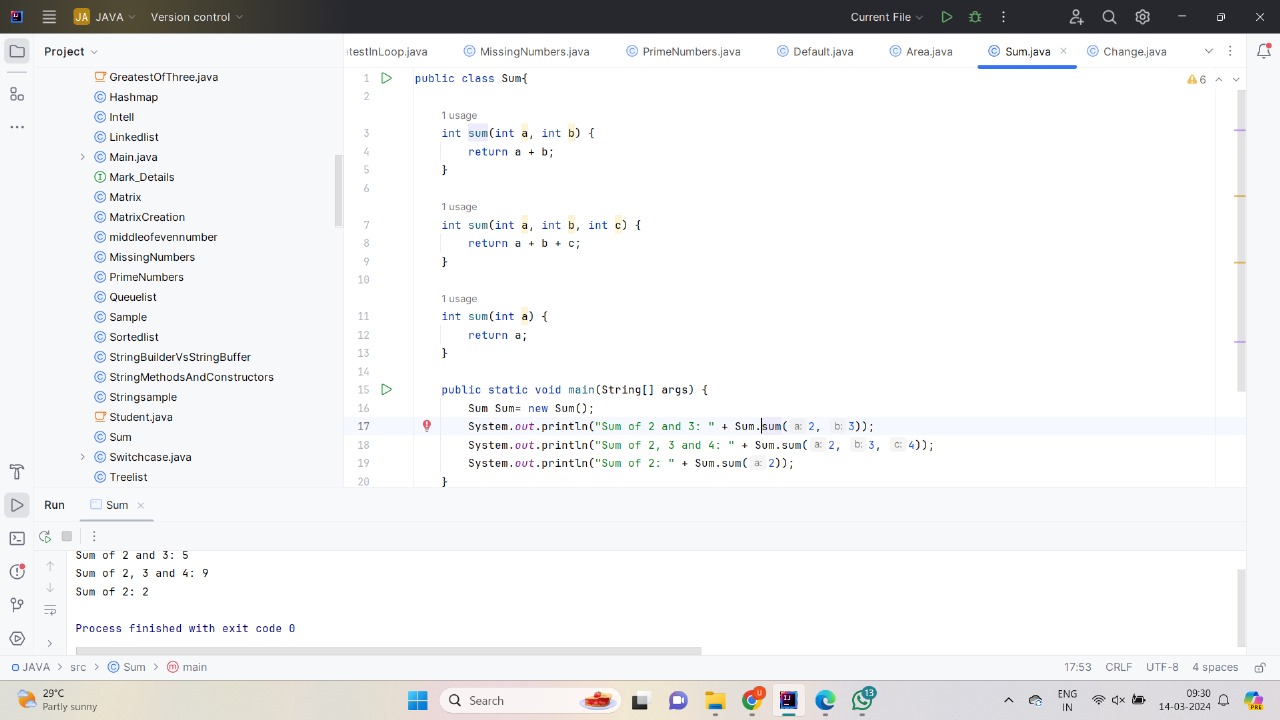 JA JAVA Version control Current File
Project
:testInLoop.java MissingNumbers.java PrimeNumbers.java Default.java Area.java Sum.java Change.java
GreatestOfThree.java
Hashmap
Intell
Linkedlist
Main.java
Mark_Details
Matrix
MatrixCreation
middleofevennumber
MissingNumbers
PrimeNumbers
Queuelist
Sample
Sortedlist
StringBuilderVsStringBuffer
StringMethodsAndConstructors
Stringsample
Student.java
Sum
Switchcase.java
Treelist
6
1 public class Sum{
2
1 usage
3 int sum(int a, int b) {
4 return a + b;
5 }
6
1 usage
7 int sum(int a, int b, int c) {
8 return a + b + c;
9 }
10
1 usage
11 int sum(int a) {
12 return a;
13 }
14
15 public static void main(String[] args) {
16 Sum Sum= new Sum();
17 System.out.println("Sum of 2 and 3: " + Sum.sum( a: 2, b: 3));
18 System.out.println("Sum of 2, 3 and 4: " + Sum.sum( a: 2, b: 3, c: 4));
19 System.out.println("Sum of 2: " + Sum.sum( a: 2));
20 }
Run Sum
Sum of 2 and 3: 5
Sum of 2, 3 and 4: 9
Sum of 2: 2
Process finished with exit code 0
JAVA > src > Sum > main 17:53 CRLF UTF-8 4 spaces
29°C
Partly sunny
Search
U
13
ENG
IN
09:30
14-03-2024
PRE